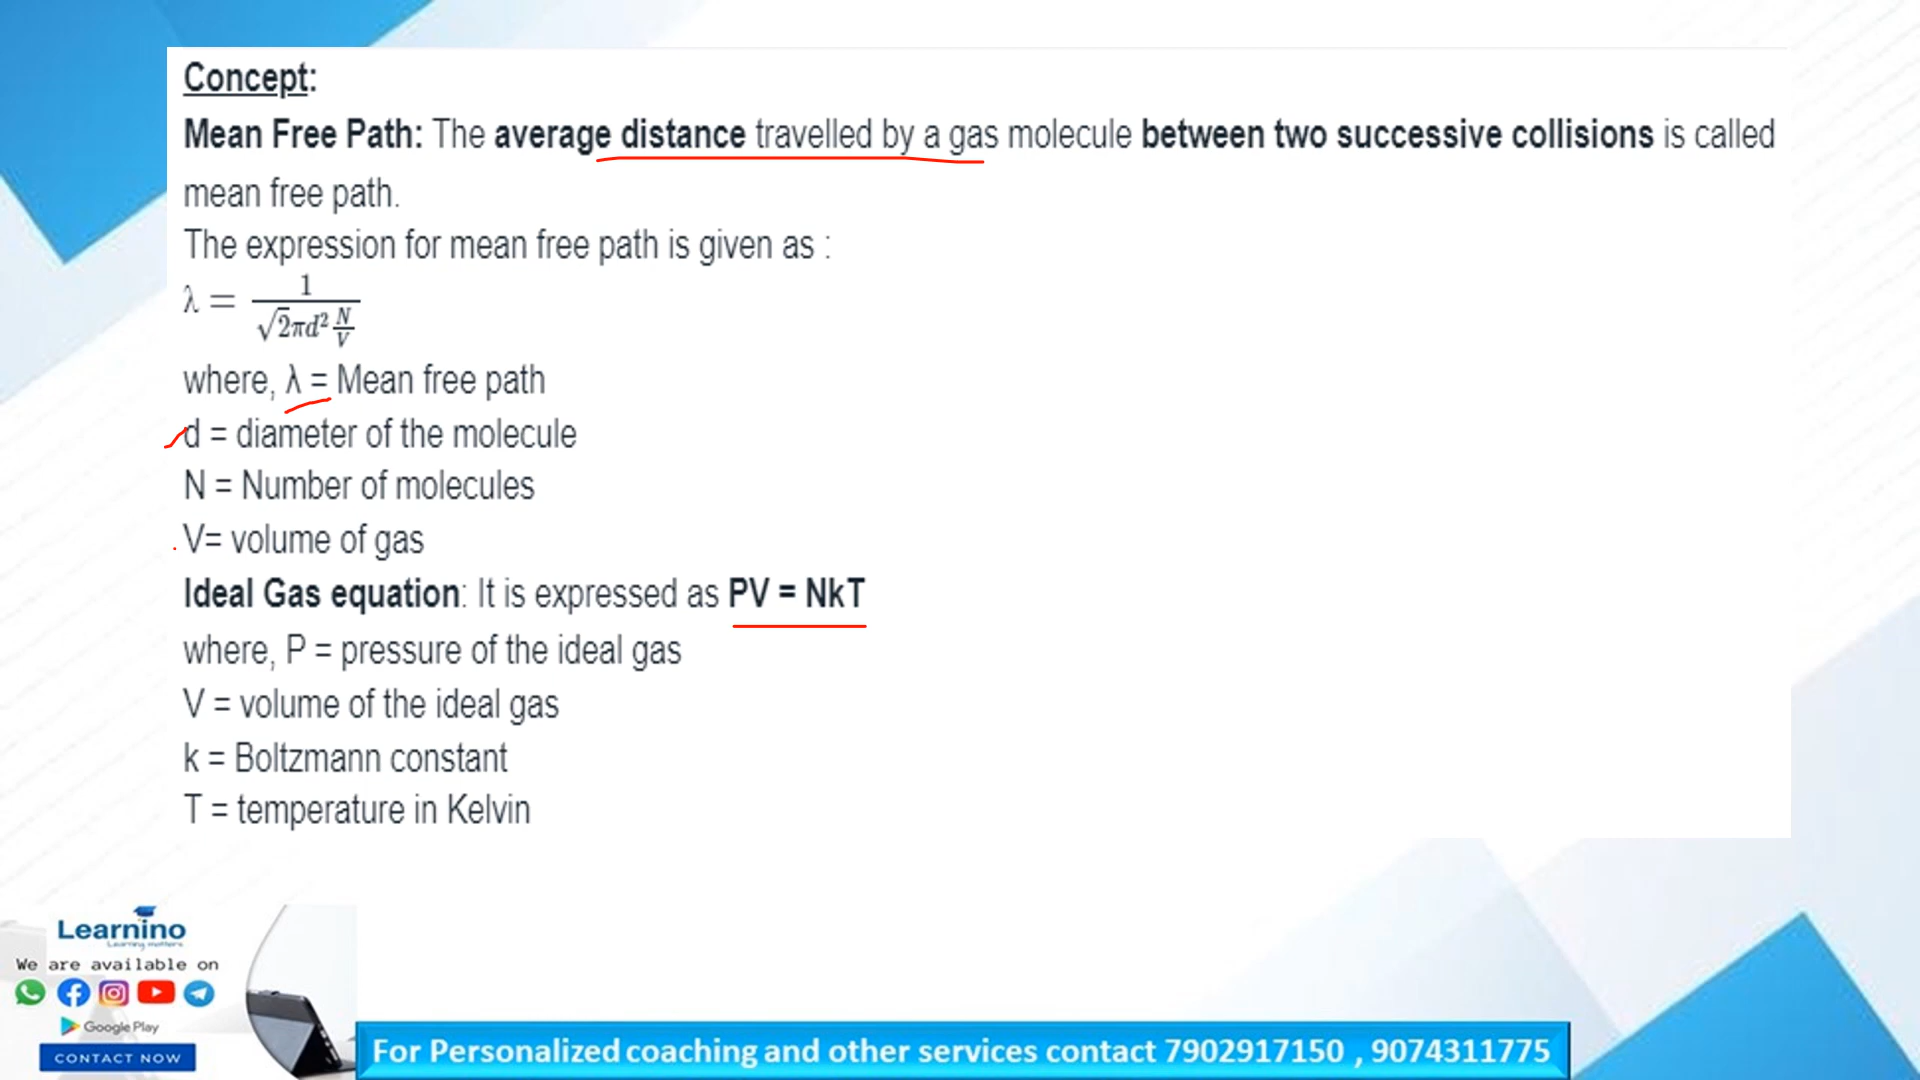 Concept:
Mean Free Path: The average distance travelled by a gas molecule between two successive collisions is called
mean free path.
The expression for mean free path is given as :
λ = 1 / √2πd² N/V
where, λ = Mean free path
d = diameter of the molecule
N = Number of molecules
V= volume of gas
Ideal Gas equation: It is expressed as PV = NkT
where, P = pressure of the ideal gas
V = volume of the ideal gas
k = Boltzmann constant
T = temperature in Kelvin
Learnino
Learning matters
We are available on
Google Play
CONTACT NOW
For Personalized coaching and other services contact 7902917150 , 9074311775